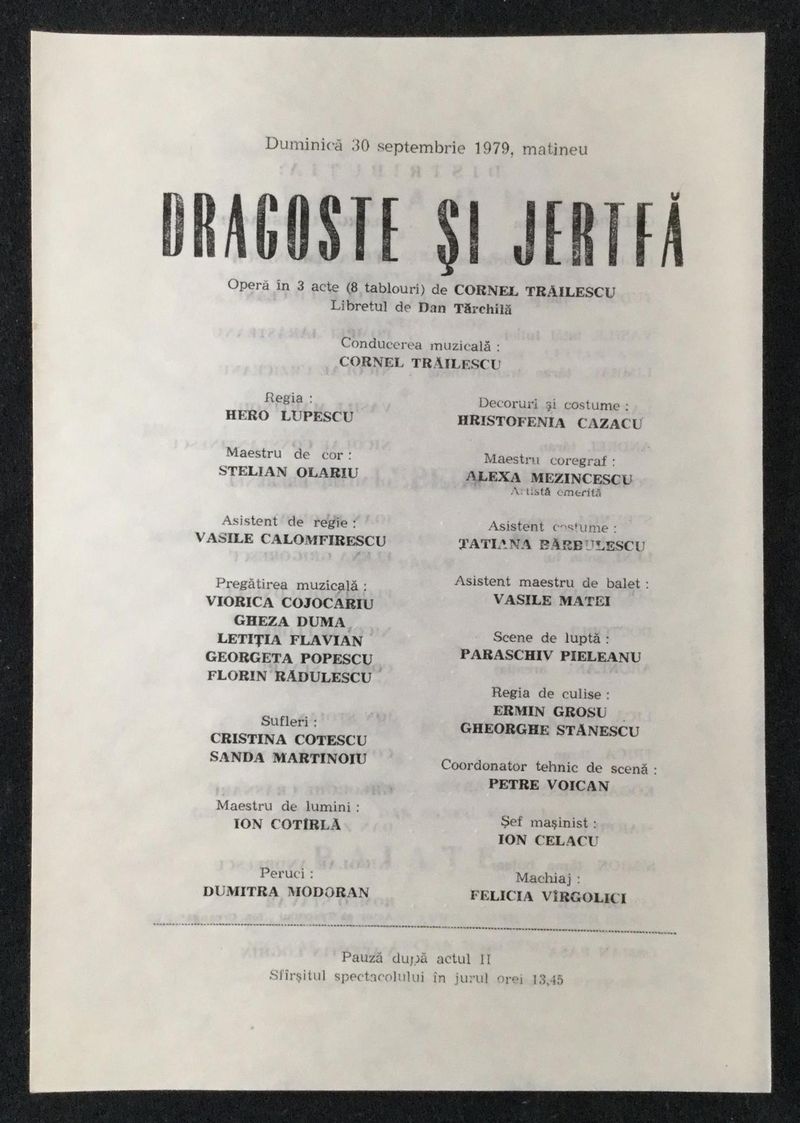 Duminică 30 septembrie 1979, matineu
DRAGOSTE ŞI JERTFĂ
Operă în 3 acte (8 tablouri) de CORNEL TRĂILESCU
Libretul de Dan Tărchilă
Conducerea muzicală :
CORNEL TRĂILESCU
Regia :
HERO LUPESCU
Maestru de cor :
STELIAN OLARIU
Asistent de regie :
VASILE CALOMFIRESCU
Pregătirea muzicală :
VIORICA COJOCARIU
GHEZA DUMA
LETIŢIA FLAVIAN
GEORGETA POPESCU
FLORIN RĂDULESCU
Sufleri :
CRISTINA COTESCU
SANDA MARTINOIU
Maestru de lumini :
ION COTÎRLĂ
Peruci :
DUMITRA MODORAN
Decoruri şi costume :
HRISTOFENIA CAZACU
Maestru coregraf :
ALEXA MEZINCESCU
Artistă emerită
Asistent costume :
TATIANA BĂRBULESCU
Asistent maestru de balet :
VASILE MATEI
Scene de luptă :
PARASCHIV PIELEANU
Regia de culise :
ERMIN GROSU
GHEORGHE STĂNESCU
Coordonator tehnic de scenă :
PETRE VOICAN
Şef maşinist :
ION CELACU
Machiaj :
FELICIA VÎRGOLICI
Pauză după actul II
Sfîrşitul spectacolului în jurul orei 13,45